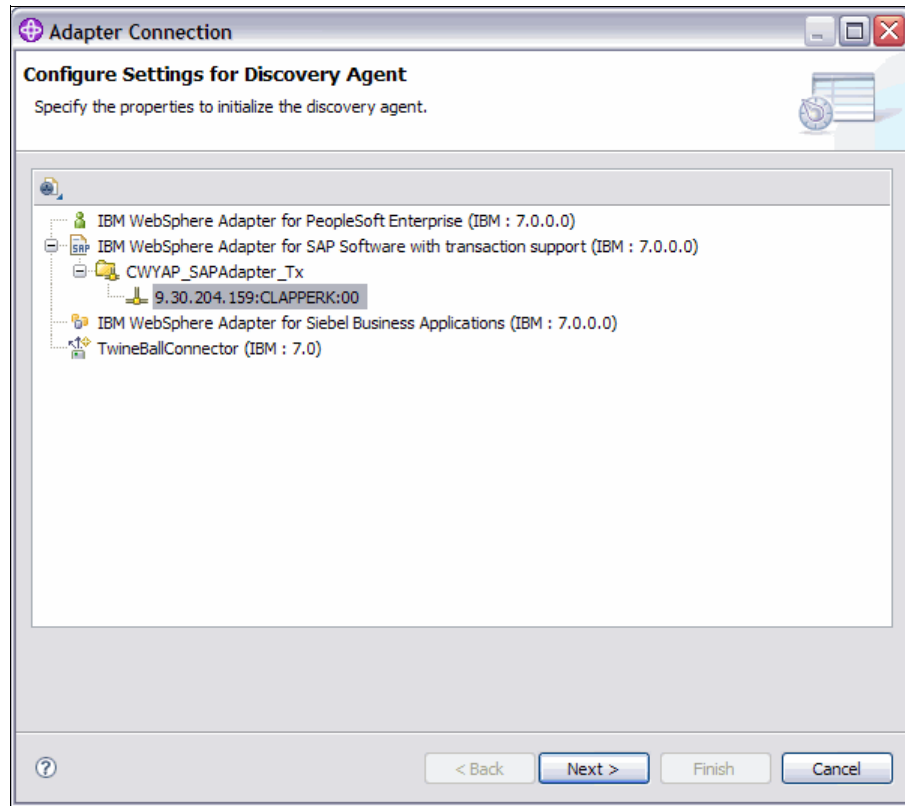 Adapter Connection
Configure Settings for Discovery Agent
Specify the properties to initialize the discovery agent.
IBM WebSphere Adapter for PeopleSoft Enterprise (IBM : 7.0.0.0)
SAP IBM WebSphere Adapter for SAP Software with transaction support (IBM : 7.0.0.0)
CWYAP_SAPAdapter_Tx
9.30.204.159:CLAPPERK:00
IBM WebSphere Adapter for Siebel Business Applications (IBM : 7.0.0.0)
TwineBallConnector (IBM : 7.0)
? < Back Next > Finish Cancel